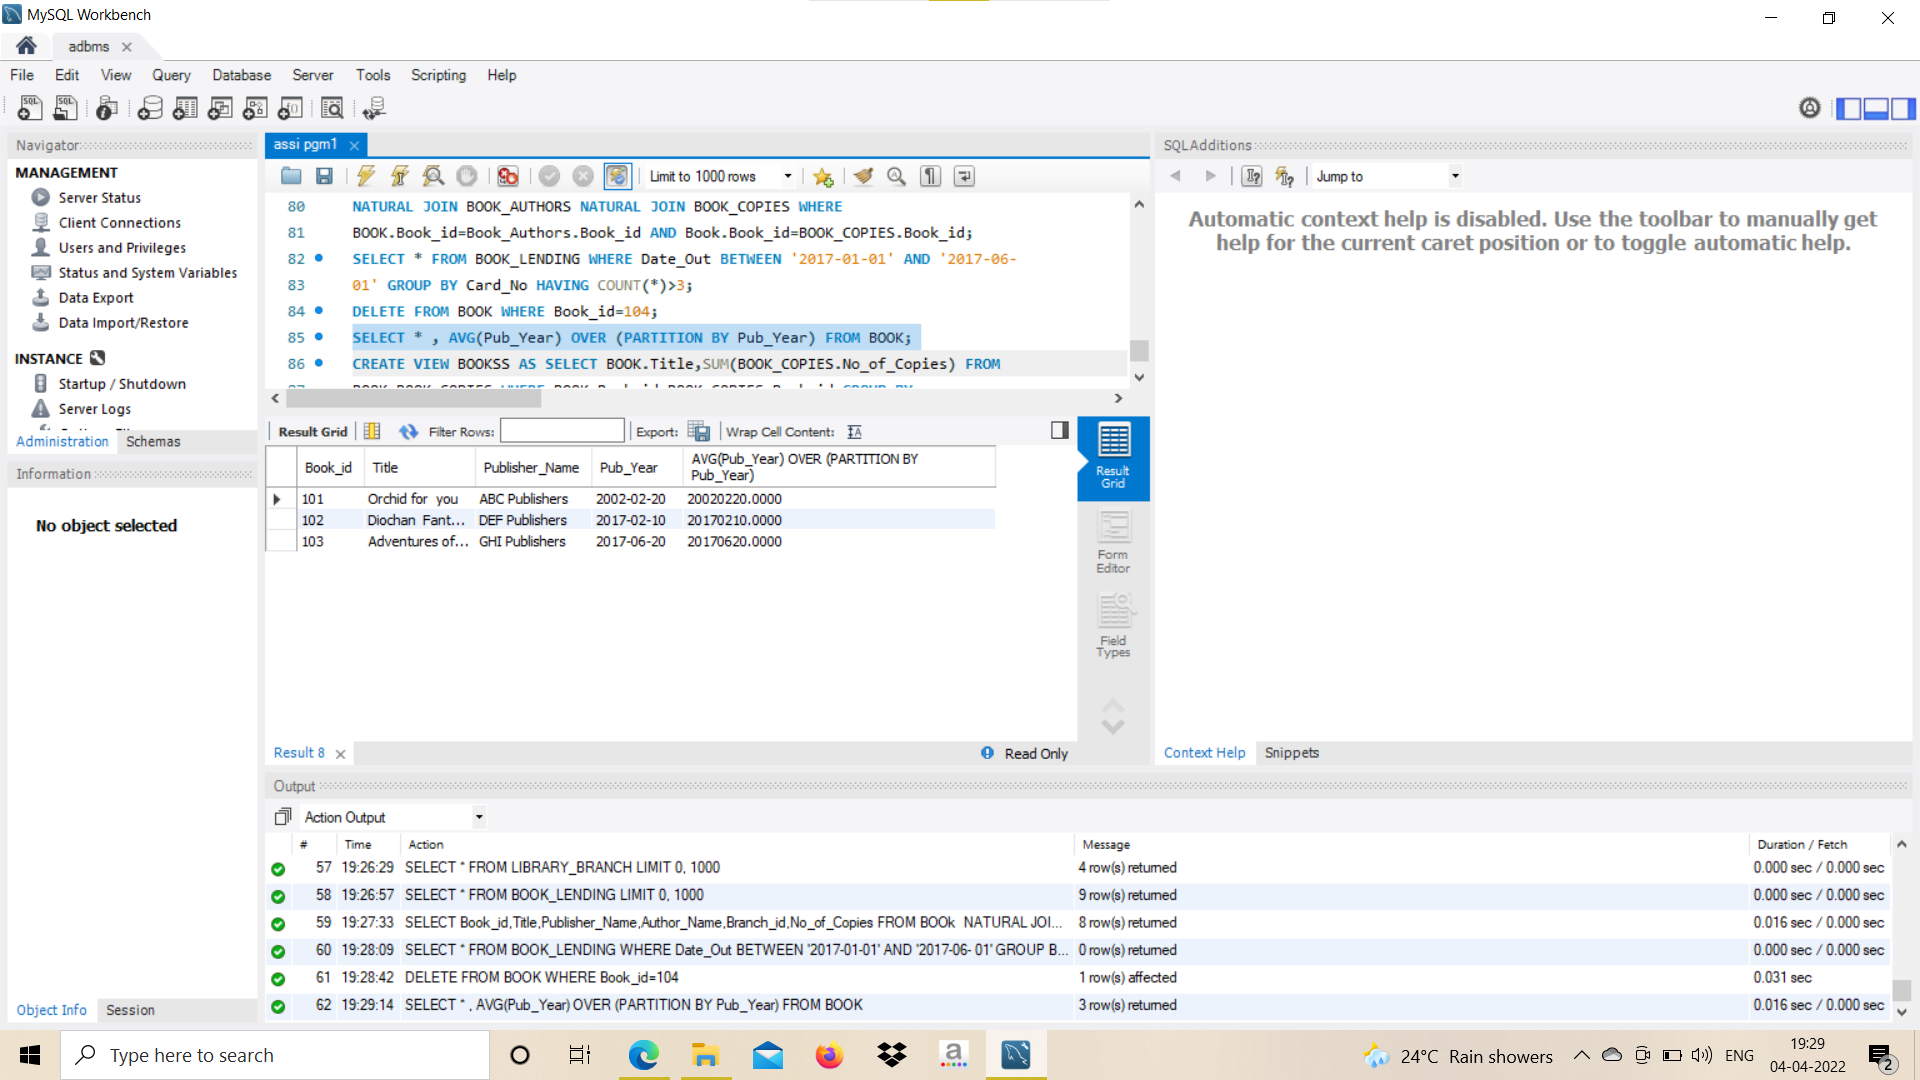 MySQL Workbench
adbms
File Edit View Query Database Server Tools Scripting Help
Navigator
MANAGEMENT
Server Status
Client Connections
Users and Privileges
Status and System Variables
Data Export
Data Import/Restore
INSTANCE
Startup / Shutdown
Server Logs
Administration Schemas
Information
No object selected
Object Info Session
assi pgm1
Limit to 1000 rows
80 NATURAL JOIN BOOK_AUTHORS NATURAL JOIN BOOK_COPIES WHERE
81 BOOK.Book_id=Book_Authors.Book_id AND Book.Book_id=BOOK_COPIES.Book_id;
82 SELECT * FROM BOOK_LENDING WHERE Date_Out BETWEEN '2017-01-01' AND '2017-06-
83 01' GROUP BY Card_No HAVING COUNT(*)>3;
84 DELETE FROM BOOK WHERE Book_id=104;
85 SELECT * , AVG(Pub_Year) OVER (PARTITION BY Pub_Year) FROM BOOK;
86 CREATE VIEW BOOKSS AS SELECT BOOK.Title,SUM(BOOK_COPIES.No_of_Copies) FROM
Result Grid Filter Rows: Export: Wrap Cell Content:
Book_id Title Publisher_Name Pub_Year AVG(Pub_Year) OVER (PARTITION BY
Pub_Year)
101 Orchid for you ABC Publishers 2002-02-20 20020220.0000
102 Diochan Fant... DEF Publishers 2017-02-10 20170210.0000
103 Adventures of... GHI Publishers 2017-06-20 20170620.0000
Result
Grid
Form
Editor
Field
Types
Result 8
Read Only
SQLAdditions
Jump to
Automatic context help is disabled. Use the toolbar to manually get
help for the current caret position or to toggle automatic help.
Context Help Snippets
Output
Action Output
# Time Action Message Duration / Fetch
57 19:26:29 SELECT * FROM LIBRARY_BRANCH LIMIT 0, 1000 4 row(s) returned 0.000 sec / 0.000 sec
58 19:26:57 SELECT * FROM BOOK_LENDING LIMIT 0, 1000 9 row(s) returned 0.000 sec / 0.000 sec
59 19:27:33 SELECT Book_id,Title,Publisher_Name,Author_Name,Branch_id,No_of_Copies FROM BOOk NATURAL JOI... 8 row(s) returned 0.016 sec / 0.000 sec
60 19:28:09 SELECT * FROM BOOK_LENDING WHERE Date_Out BETWEEN '2017-01-01' AND '2017-06- 01' GROUP B... 0 row(s) returned 0.000 sec / 0.000 sec
61 19:28:42 DELETE FROM BOOK WHERE Book_id=104 1 row(s) affected 0.031 sec
62 19:29:14 SELECT * , AVG(Pub_Year) OVER (PARTITION BY Pub_Year) FROM BOOK 3 row(s) returned 0.016 sec / 0.000 sec
Type here to search
24°C Rain showers
ENG
19:29
04-04-2022
2